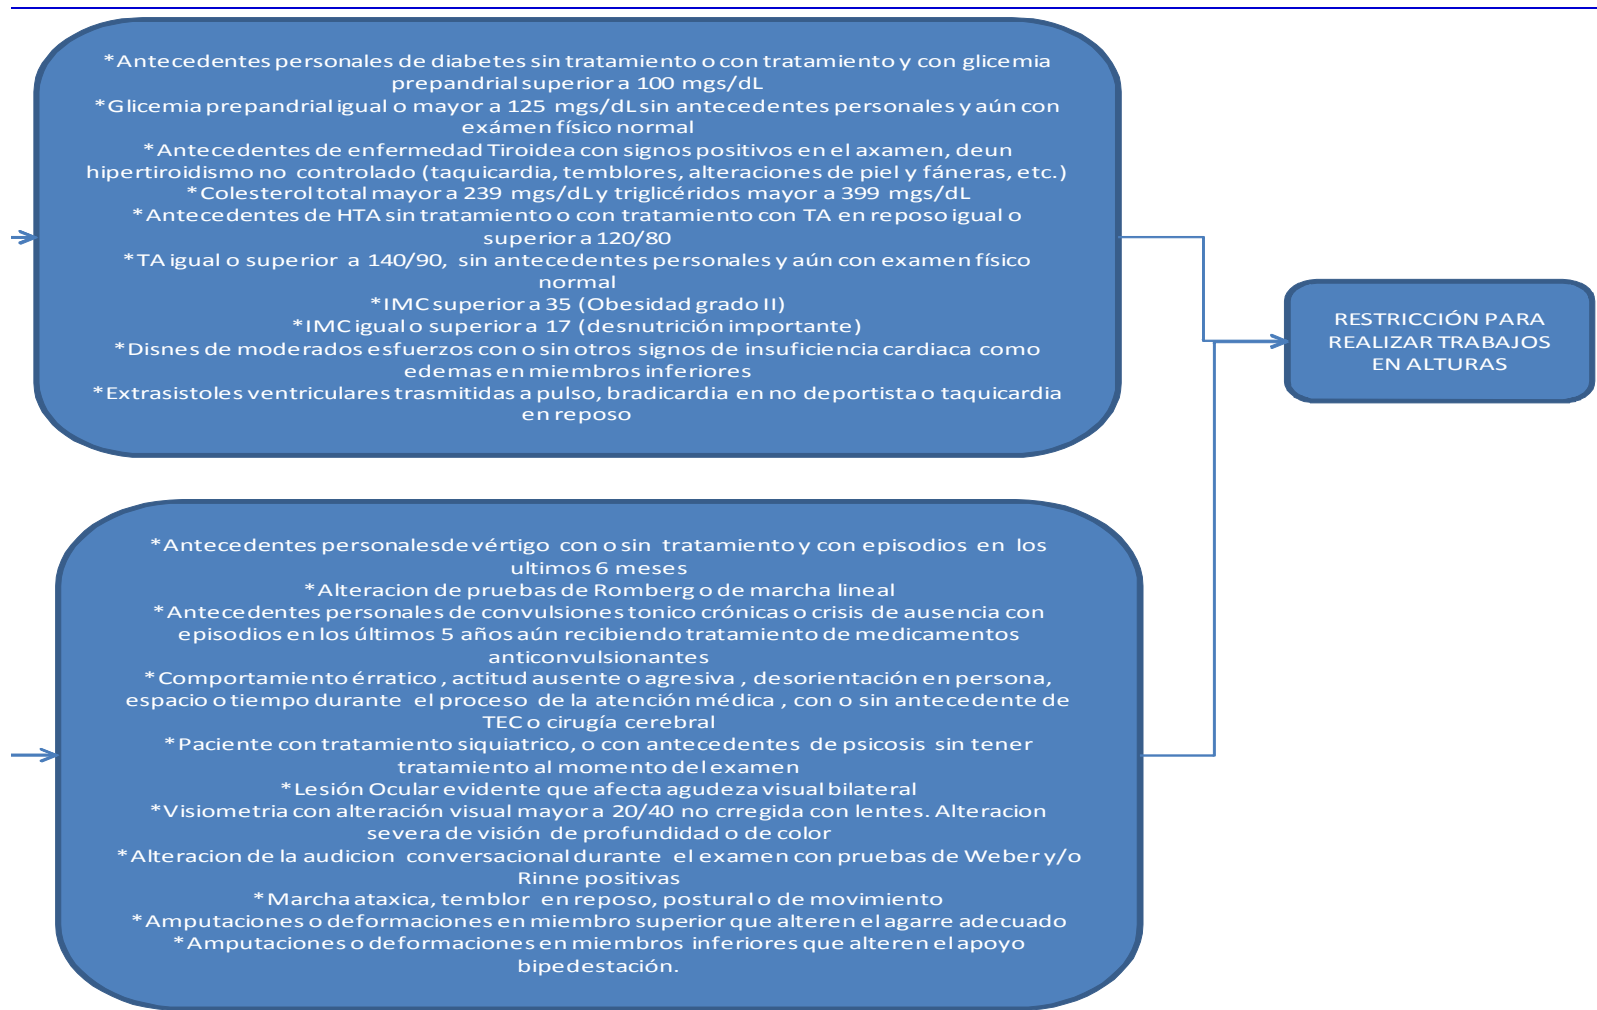 *Antecedentes personales de diabetes sin tratamiento o con tratamiento y con glicemia
prepandrial superior a 100 mgs/dL
*Glicemia prepandrial igual o mayor a 125 mgs/dL sin antecedentes personales y aún con
exámen físico normal
*Antecedentes de enfermedad Tiroidea con signos positivos en el axamen, deun
hipertiroidismo no controlado (taquicardia, temblores, alteraciones de piel y fáneras, etc.)
*Colesterol total mayor a 239 mgs/dL y triglicéridos mayor a 399 mgs/dL
*Antecedentes de HTA sin tratamiento o con tratamiento con TA en reposo igual o
superior a 120/80
*TA igual o superior a 140/90, sin antecedentes personales y aún con examen físico
normal
*IMC superior a 35 (Obesidad grado II)
*IMC igual o superior a 17 (desnutrición importante)
*Disnes de moderados esfuerzos con o sin otros signos de insuficiencia cardiaca como
edemas en miembros inferiores
*Extrasistoles ventriculares trasmitidas a pulso, bradicardia en no deportista o taquicardia
en reposo
RESTRICCIÓN PARA
REALIZAR TRABAJOS
EN ALTURAS
*Antecedentes personales de vértigo con o sin tratamiento y con episodios en los
ultimos 6 meses
*Alteracion de pruebas de Romberg o de marcha lineal
*Antecedentes personales de convulsiones tonico crónicas o crisis de ausencia con
episodios en los últimos 5 años aún recibiendo tratamiento de medicamentos
anticonvulsionantes
*Comportamiento érratico , actitud ausente o agresiva , desorientación en persona,
espacio o tiempo durante el proceso de la atención médica , con o sin antecedente de
TEC o cirugía cerebral
*Paciente con tratamiento siquiatrico, o con antecedentes de psicosis sin tener
tratamiento al momento del examen
*Lesión Ocular evidente que afecta agudeza visual bilateral
*Visiometria con alteración visual mayor a 20/40 no crregida con lentes. Alteracion
severa de visión de profundidad o de color
*Alteracion de la audicion conversacional durante el examen con pruebas de Weber y/o
Rinne positivas
*Marcha ataxica, temblor en reposo, postural o de movimiento
*Amputaciones o deformaciones en miembro superior que alteren el agarre adecuado
*Amputaciones o deformaciones en miembros inferiores que alteren el apoyo
bipedestación.